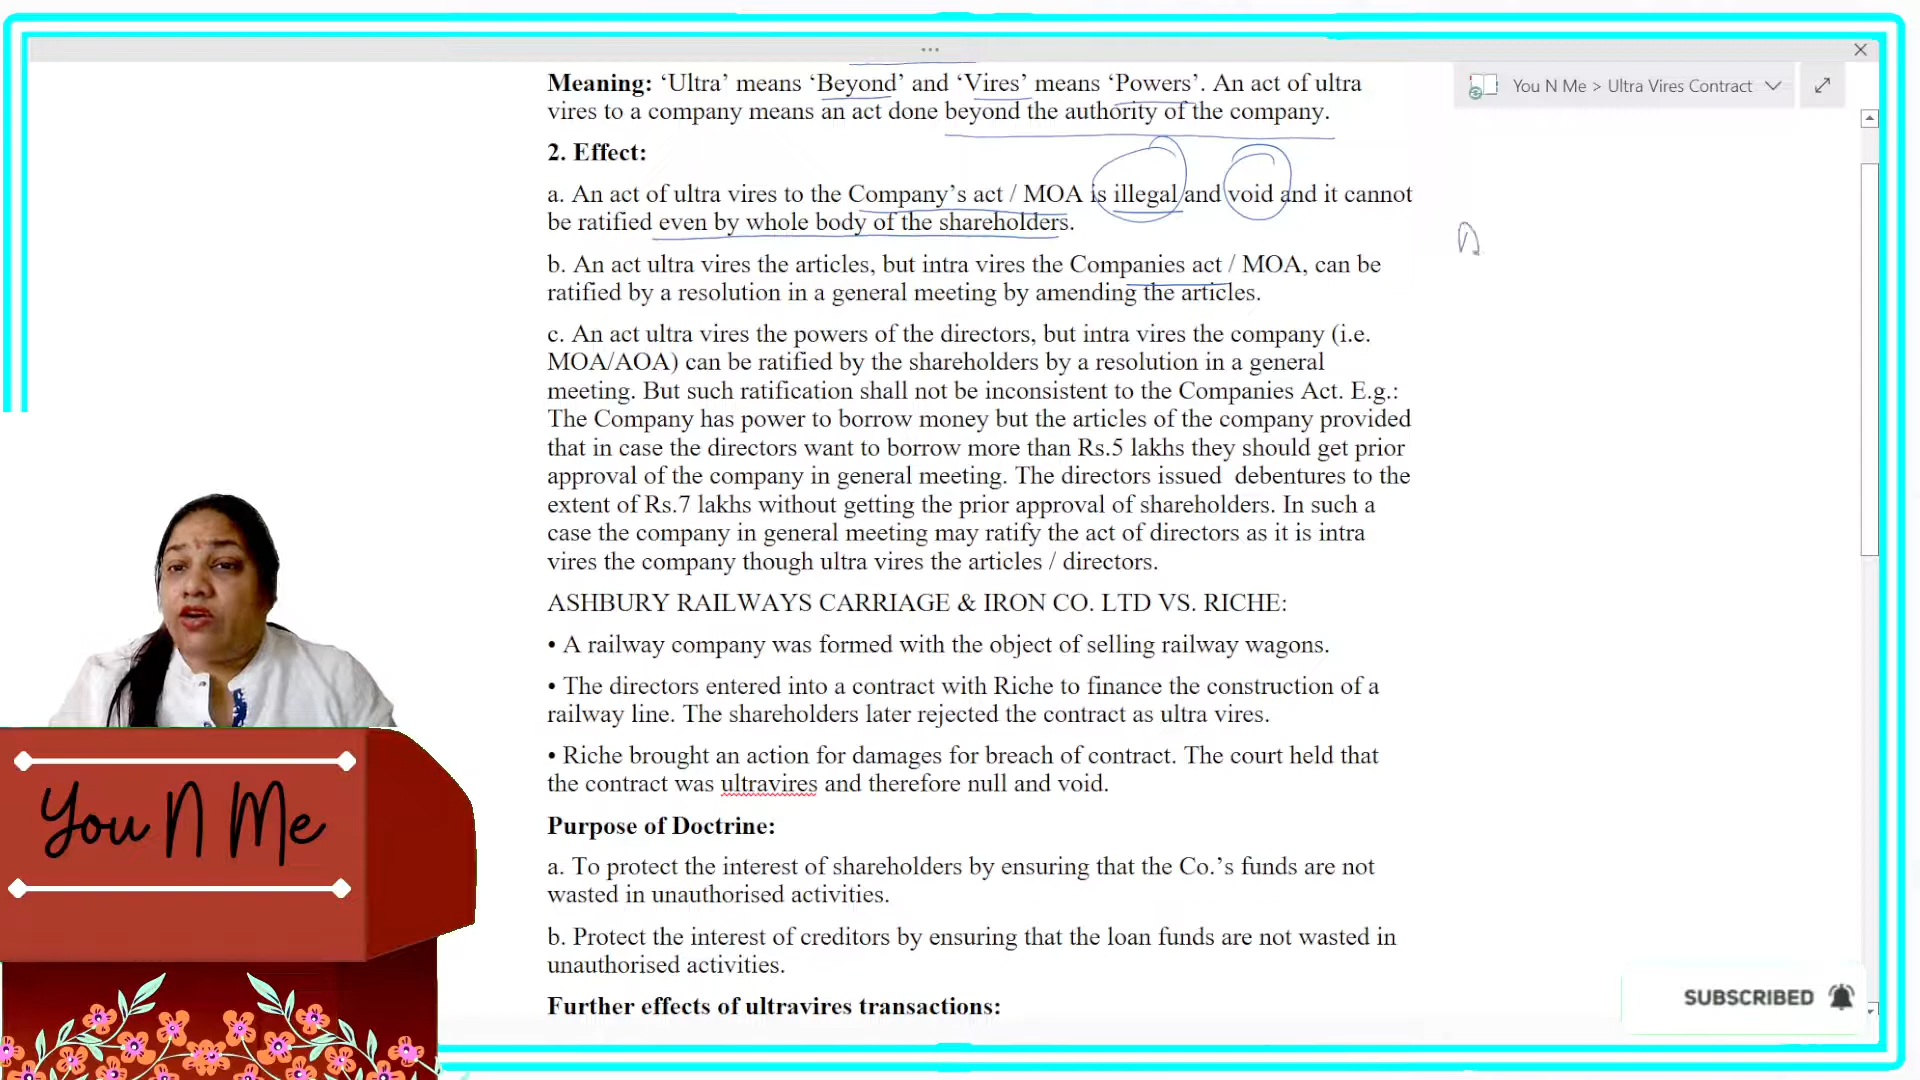 Meaning: ‘Ultra’ means ‘Beyond’ and ‘Vires’ means ‘Powers’. An act of ultra
vires to a company means an act done beyond the authority of the company.
2. Effect:
a. An act of ultra vires to the Company’s act / MOA is illegal and void and it cannot
be ratified even by whole body of the shareholders.
b. An act ultra vires the articles, but intra vires the Companies act / MOA, can be
ratified by a resolution in a general meeting by amending the articles.
c. An act ultra vires the powers of the directors, but intra vires the company (i.e.
MOA/AOA) can be ratified by the shareholders by a resolution in a general
meeting. But such ratification shall not be inconsistent to the Companies Act. E.g.:
The Company has power to borrow money but the articles of the company provided
that in case the directors want to borrow more than Rs.5 lakhs they should get prior
approval of the company in general meeting. The directors issued debentures to the
extent of Rs.7 lakhs without getting the prior approval of shareholders. In such a
case the company in general meeting may ratify the act of directors as it is intra
vires the company though ultra vires the articles / directors.
ASHBURY RAILWAYS CARRIAGE & IRON CO. LTD VS. RICHE:
• A railway company was formed with the object of selling railway wagons.
• The directors entered into a contract with Riche to finance the construction of a
railway line. The shareholders later rejected the contract as ultra vires.
• Riche brought an action for damages for breach of contract. The court held that
the contract was ultravires and therefore null and void.
Purpose of Doctrine:
a. To protect the interest of shareholders by ensuring that the Co.’s funds are not
wasted in unauthorised activities.
b. Protect the interest of creditors by ensuring that the loan funds are not wasted in
unauthorised activities.
Further effects of ultravires transactions:
You N Me > Ultra Vires Contract
You N Me
SUBSCRIBED